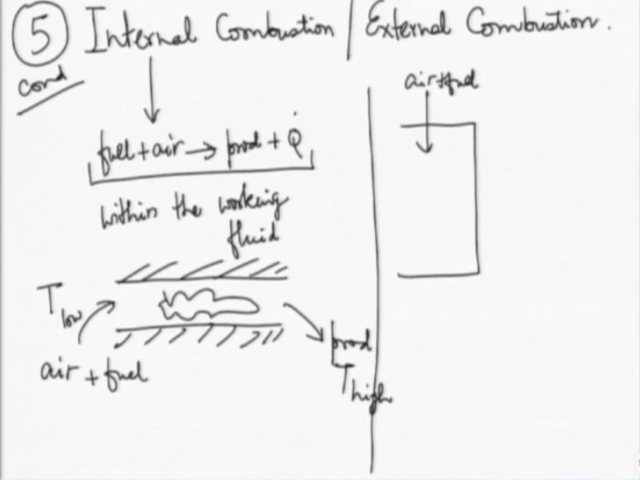 5 Internal Combustion / External Combustion.
cond
air+fuel
fuel + air → prod + Q̇
within the working
fluid
T low
air + fuel
prod
T high